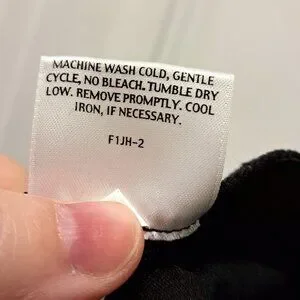 MACHINE WASH COLD, GENTLE
CYCLE, NO BLEACH. TUMBLE DRY
LOW. REMOVE PROMPTLY. COOL
IRON, IF NECESSARY.
F1JH-2